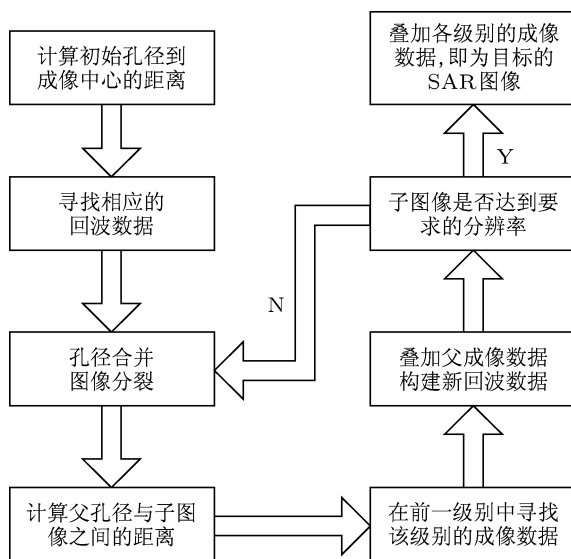 计算初始孔径到
成像中心的距离
寻找相应的
回波数据
孔径合并
图像分裂
计算父孔径与子图
像之间的距离
在前一级别中寻找
该级别的成像数据
叠加父成像数据
构建新回波数据
子图像是否达到要
求的分辨率
N
Y
叠加各级别的成像
数据,即为目标的
SAR图像